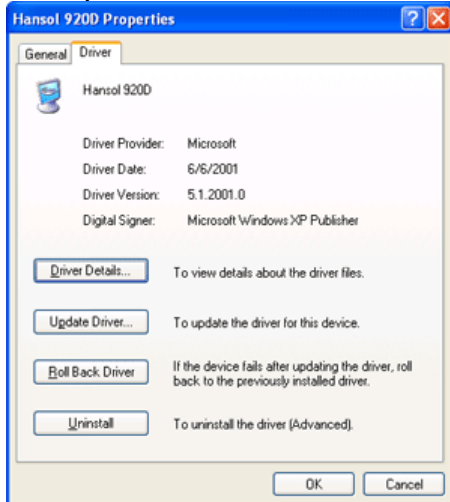 Hansol 920D Properties
General Driver
Hansol 920D
Driver Provider: Microsoft
Driver Date: 6/6/2001
Driver Version: 5.1.2001.0
Digital Signer: Microsoft Windows XP Publisher
Driver Details... To view details about the driver files.
Update Driver... To update the driver for this device.
Roll Back Driver If the device fails after updating the driver, roll
back to the previously installed driver.
Uninstall To uninstall the driver (Advanced).
OK Cancel